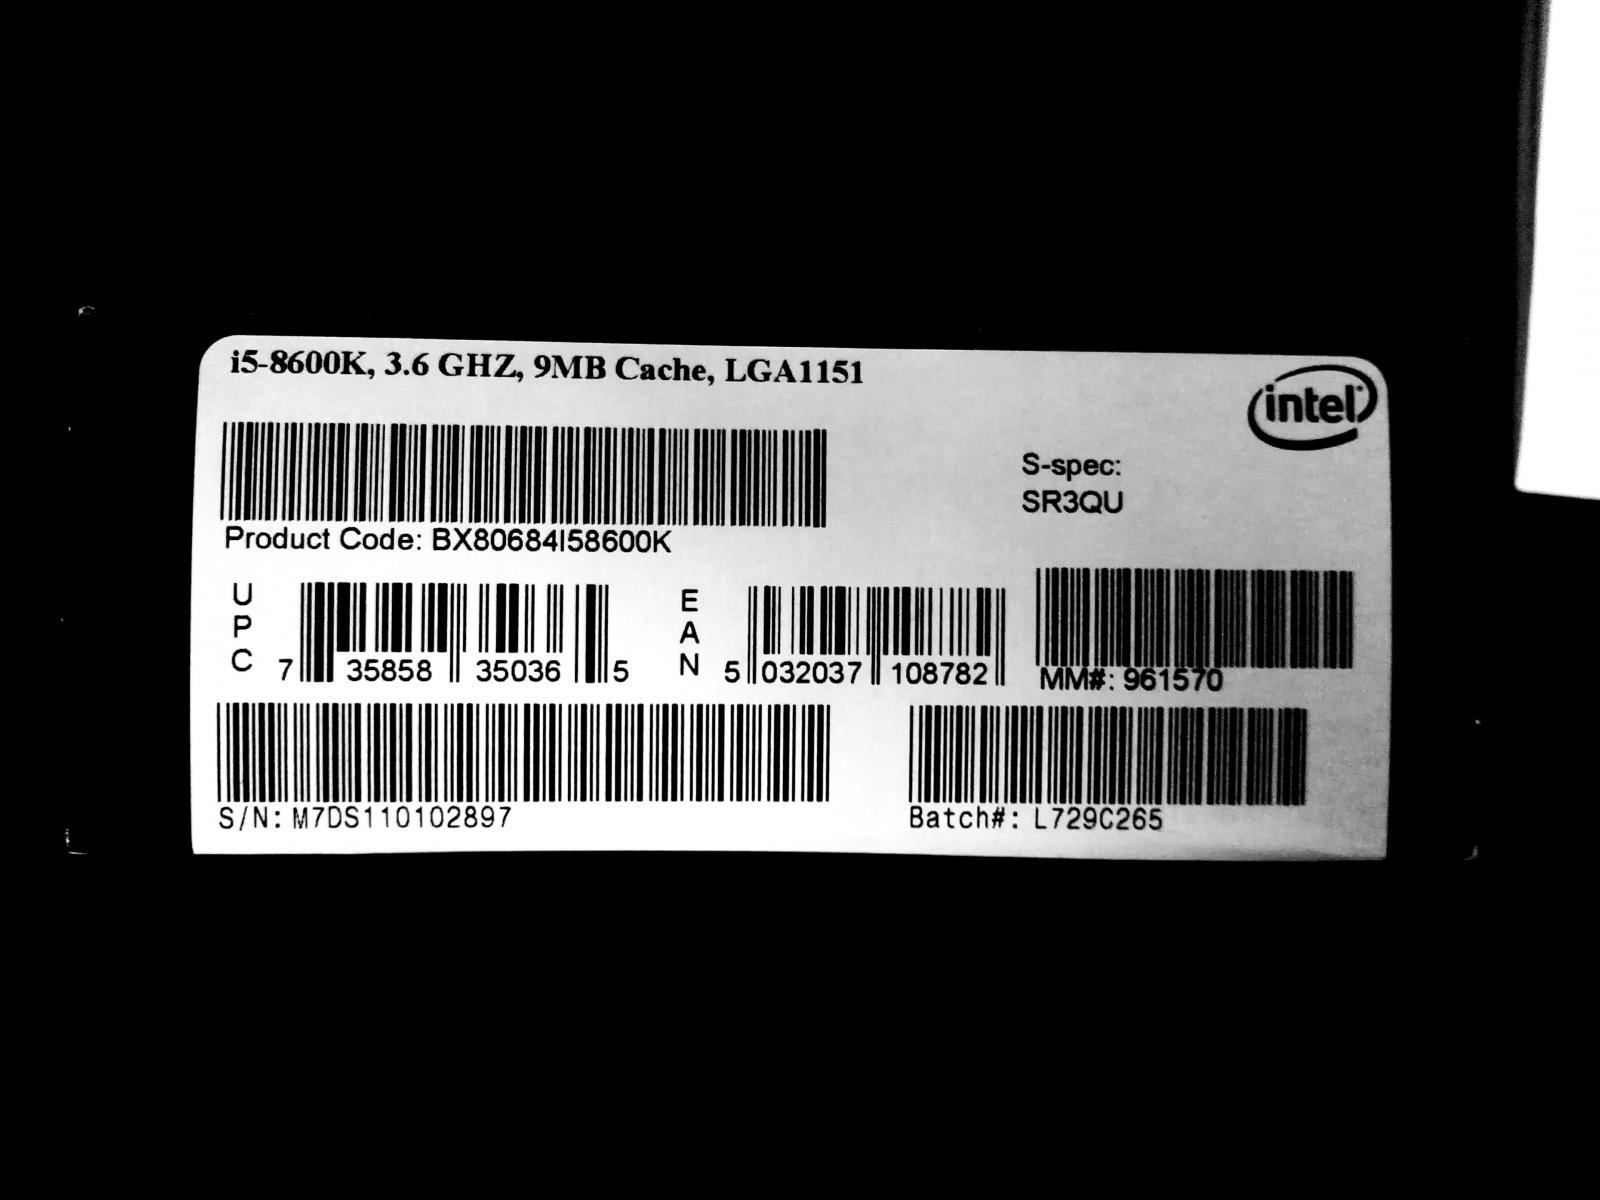 i5-8600K, 3.6 GHZ, 9MB Cache, LGA1151
intel
S-spec:
SR3QU
Product Code: BX80684I58600K
UPC 7 35858 35036 5
EAN 5 032037 108782
MM#: 961570
S/N: M7DS110102897
Batch#: L729C265